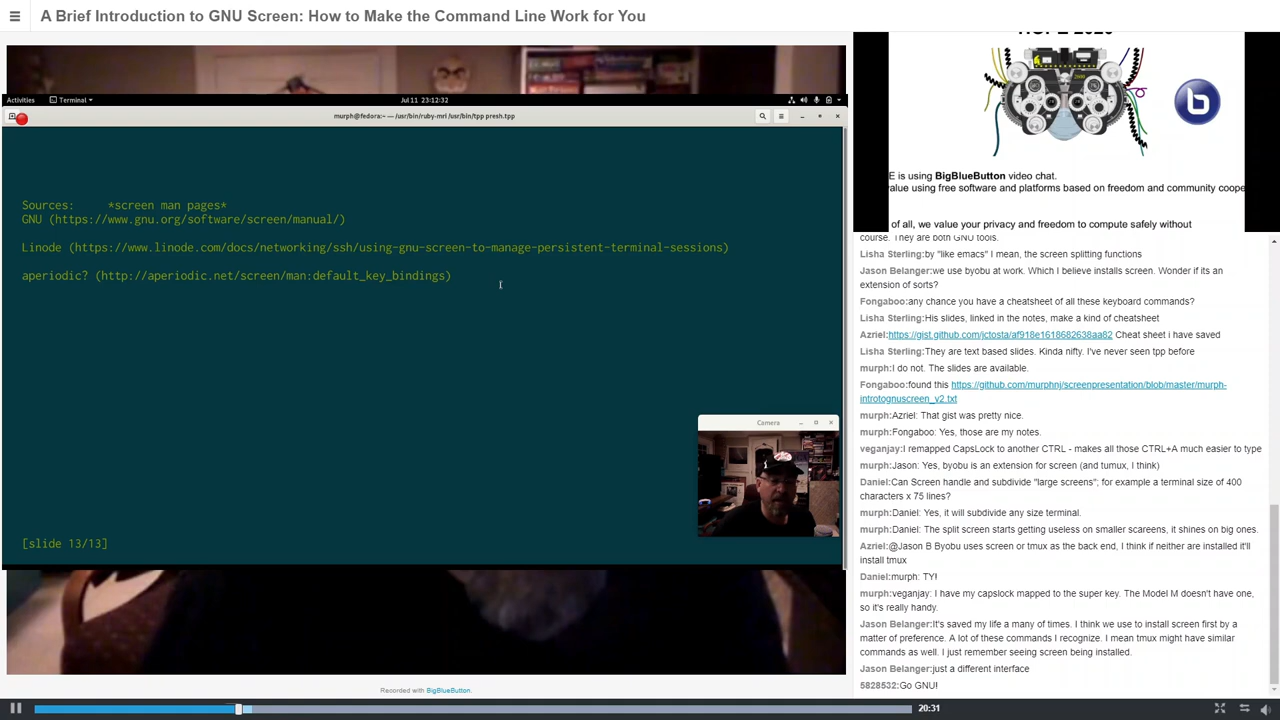 A Brief Introduction to GNU Screen: How to Make the Command Line Work for You
Activities
Terminal
Jul 11 23:12:32
murph@fedora:~ — /usr/bin/ruby-mri /usr/bin/tpp presh.tpp
Sources: *screen man pages*
GNU (https://www.gnu.org/software/screen/manual/)
Linode (https://www.linode.com/docs/networking/ssh/using-gnu-screen-to-manage-persistent-terminal-sessions)
aperiodic? (http://aperiodic.net/screen/man:default_key_bindings)
[slide 13/13]
Camera
Recorded with BigBlueButton.
HOPE 2020
b
E is using BigBlueButton video chat.
value using free software and platforms based on freedom and community coope
of all, we value your privacy and freedom to compute safely without
course. They are both GNU tools.
Lisha Sterling:by "like emacs" I mean, the screen splitting functions
Jason Belanger:we use byobu at work. Which I believe installs screen. Wonder if its an
extension of sorts?
Fongaboo:any chance you have a cheatsheet of all these keyboard commands?
Lisha Sterling:His slides, linked in the notes, make a kind of cheatsheet
Azriel:https://gist.github.com/jctosta/af918e1618682638aa82 Cheat sheet i have saved
Lisha Sterling:They are text based slides. Kinda nifty. I've never seen tpp before
murph:I do not. The slides are available.
Fongaboo:found this https://github.com/murphnj/screenpresentation/blob/master/murph-
introtognuscreen_v2.txt
murph:Azriel: That gist was pretty nice.
murph:Fongaboo: Yes, those are my notes.
veganjay:I remapped CapsLock to another CTRL - makes all those CTRL+A much easier to type
murph:Jason: Yes, byobu is an extension for screen (and tumux, I think)
Daniel:Can Screen handle and subdivide "large screens"; for example a terminal size of 400
characters x 75 lines?
murph:Daniel: Yes, it will subdivide any size terminal.
murph:Daniel: The split screen starts getting useless on smaller scareens, it shines on big ones.
Azriel:@Jason B Byobu uses screen or tmux as the back end, I think if neither are installed it'll
install tmux
Daniel:murph: TY!
murph:veganjay: I have my capslock mapped to the super key. The Model M doesn't have one,
so it's really handy.
Jason Belanger:It's saved my life a many of times. I think we use to install screen first by a
matter of preference. A lot of these commands I recognize. I mean tmux might have similar
commands as well. I just remember seeing screen being installed.
Jason Belanger:just a different interface
5828532:Go GNU!
20:31